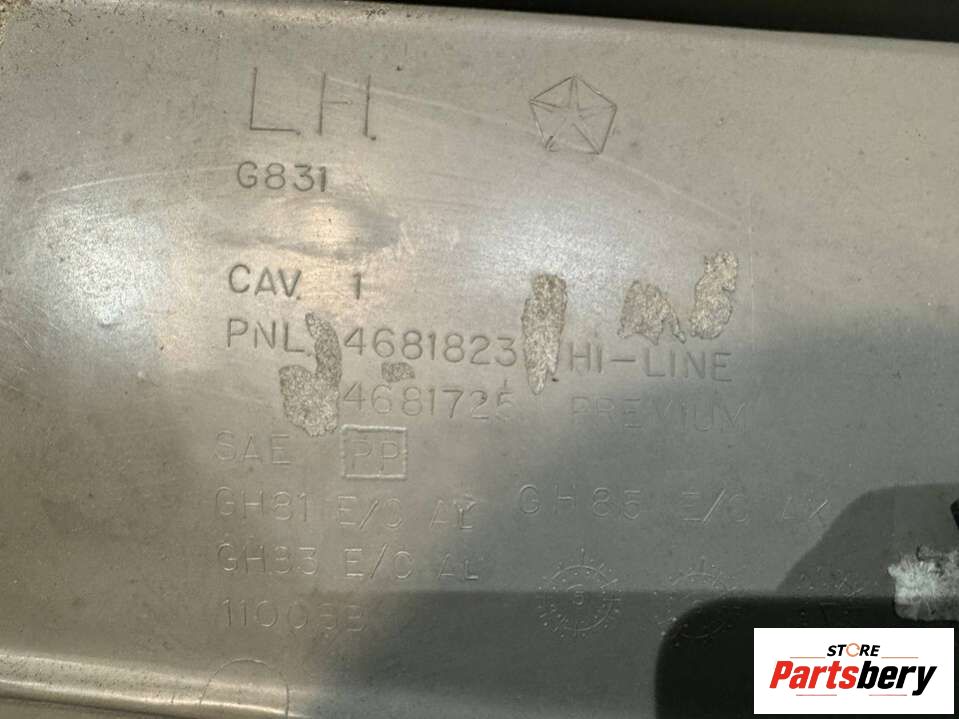 LH
G831
CAV. 1
PNL. 4681823 HI-LINE
4681725 PREMIUM
SAE PP
GH81 E/C AL GH85 E/C AK
GH83 E/C AL
STORE
Partsbery